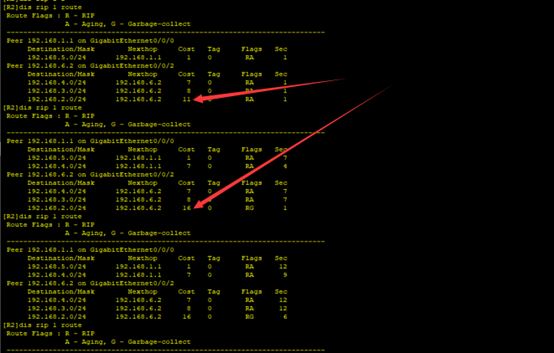 [R2]dis rip 1 route
Route Flags : R - RIP
A - Aging, G - Garbage-collect
Peer 192.168.1.1 on GigabitEthernet0/0/0
Destination/Mask Nexthop Cost Tag Flags Sec
192.168.5.0/24 192.168.1.1 1 0 RA 1
Peer 192.168.6.2 on GigabitEthernet0/0/2
Destination/Mask Nexthop Cost Tag Flags Sec
192.168.4.0/24 192.168.6.2 7 0 RA 1
192.168.3.0/24 192.168.6.2 8 0 RA 1
192.168.2.0/24 192.168.6.2 11 0 RA 1
[R2]dis rip 1 route
Route Flags : R - RIP
A - Aging, G - Garbage-collect
Peer 192.168.1.1 on GigabitEthernet0/0/0
Destination/Mask Nexthop Cost Tag Flags Sec
192.168.5.0/24 192.168.1.1 1 0 RA 7
192.168.4.0/24 192.168.1.1 7 0 RA 4
Peer 192.168.6.2 on GigabitEthernet0/0/2
Destination/Mask Nexthop Cost Tag Flags Sec
192.168.4.0/24 192.168.6.2 7 0 RA 7
192.168.3.0/24 192.168.6.2 8 0 RA 7
192.168.2.0/24 192.168.6.2 16 0 RG 1
[R2]dis rip 1 route
Route Flags : R - RIP
A - Aging, G - Garbage-collect
Peer 192.168.1.1 on GigabitEthernet0/0/0
Destination/Mask Nexthop Cost Tag Flags Sec
192.168.5.0/24 192.168.1.1 1 0 RA 12
192.168.4.0/24 192.168.1.1 7 0 RA 9
Peer 192.168.6.2 on GigabitEthernet0/0/2
Destination/Mask Nexthop Cost Tag Flags Sec
192.168.4.0/24 192.168.6.2 7 0 RA 12
192.168.3.0/24 192.168.6.2 8 0 RA 12
192.168.2.0/24 192.168.6.2 16 0 RG 6
[R2]dis rip 1 route
Route Flags : R - RIP
A - Aging, G - Garbage-collect